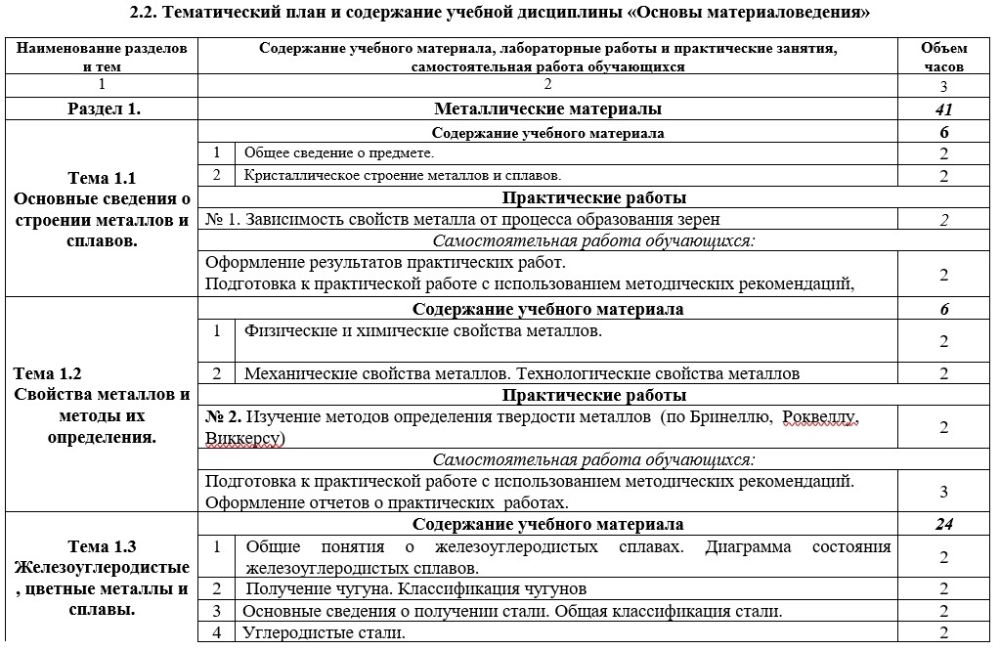 2.2. Тематический план и содержание учебной дисциплины «Основы материаловедения»
Наименование разделов
и тем
Содержание учебного материала, лабораторные работы и практические занятия,
самостоятельная работа обучающихся
Объем
часов
1
2
3
Раздел 1.
Металлические материалы
41
Тема 1.1
Основные сведения о
строении металлов и
сплавов.
Содержание учебного материала
6
1 Общее сведение о предмете.
2
2 Кристаллическое строение металлов и сплавов.
2
Практические работы
№ 1. Зависимость свойств металла от процесса образования зерен
2
Самостоятельная работа обучающихся:
Оформление результатов практических работ.
Подготовка к практической работе с использованием методических рекомендаций,
2
Тема 1.2
Свойства металлов и
методы их
определения.
Содержание учебного материала
6
1 Физические и химические свойства металлов.
2
2 Механические свойства металлов. Технологические свойства металлов
2
Практические работы
№ 2. Изучение методов определения твердости металлов (по Бринеллю, Роквеллу,
Виккерсу)
2
Самостоятельная работа обучающихся:
Подготовка к практической работе с использованием методических рекомендаций.
Оформление отчетов о практических работах.
3
Тема 1.3
Железоуглеродистые
, цветные металлы и
сплавы.
Содержание учебного материала
24
1 Общие понятия о железоуглеродистых сплавах. Диаграмма состояния
железоуглеродистых сплавов.
2
2 Получение чугуна. Классификация чугунов
2
3 Основные сведения о получении стали. Общая классификация стали.
2
4 Углеродистые стали.
2